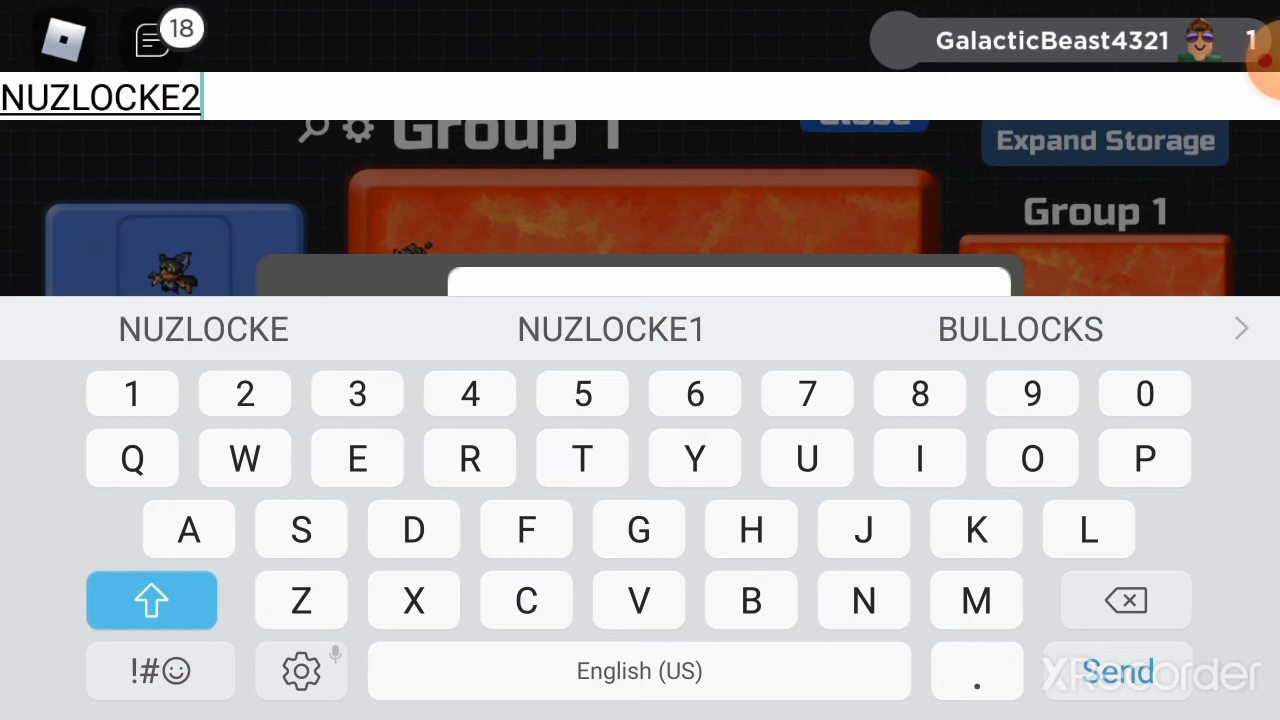 18
GalacticBeast4321 1
NUZLOCKE2
Group 1
Close
Expand Storage
Group 1
NUZLOCKE NUZLOCKE1 BULLOCKS
1 2 3 4 5 6 7 8 9 0
Q W E R T Y U I O P
A S D F G H J K L
Z X C V B N M
!#☺ English (US) . Send
XRecorder